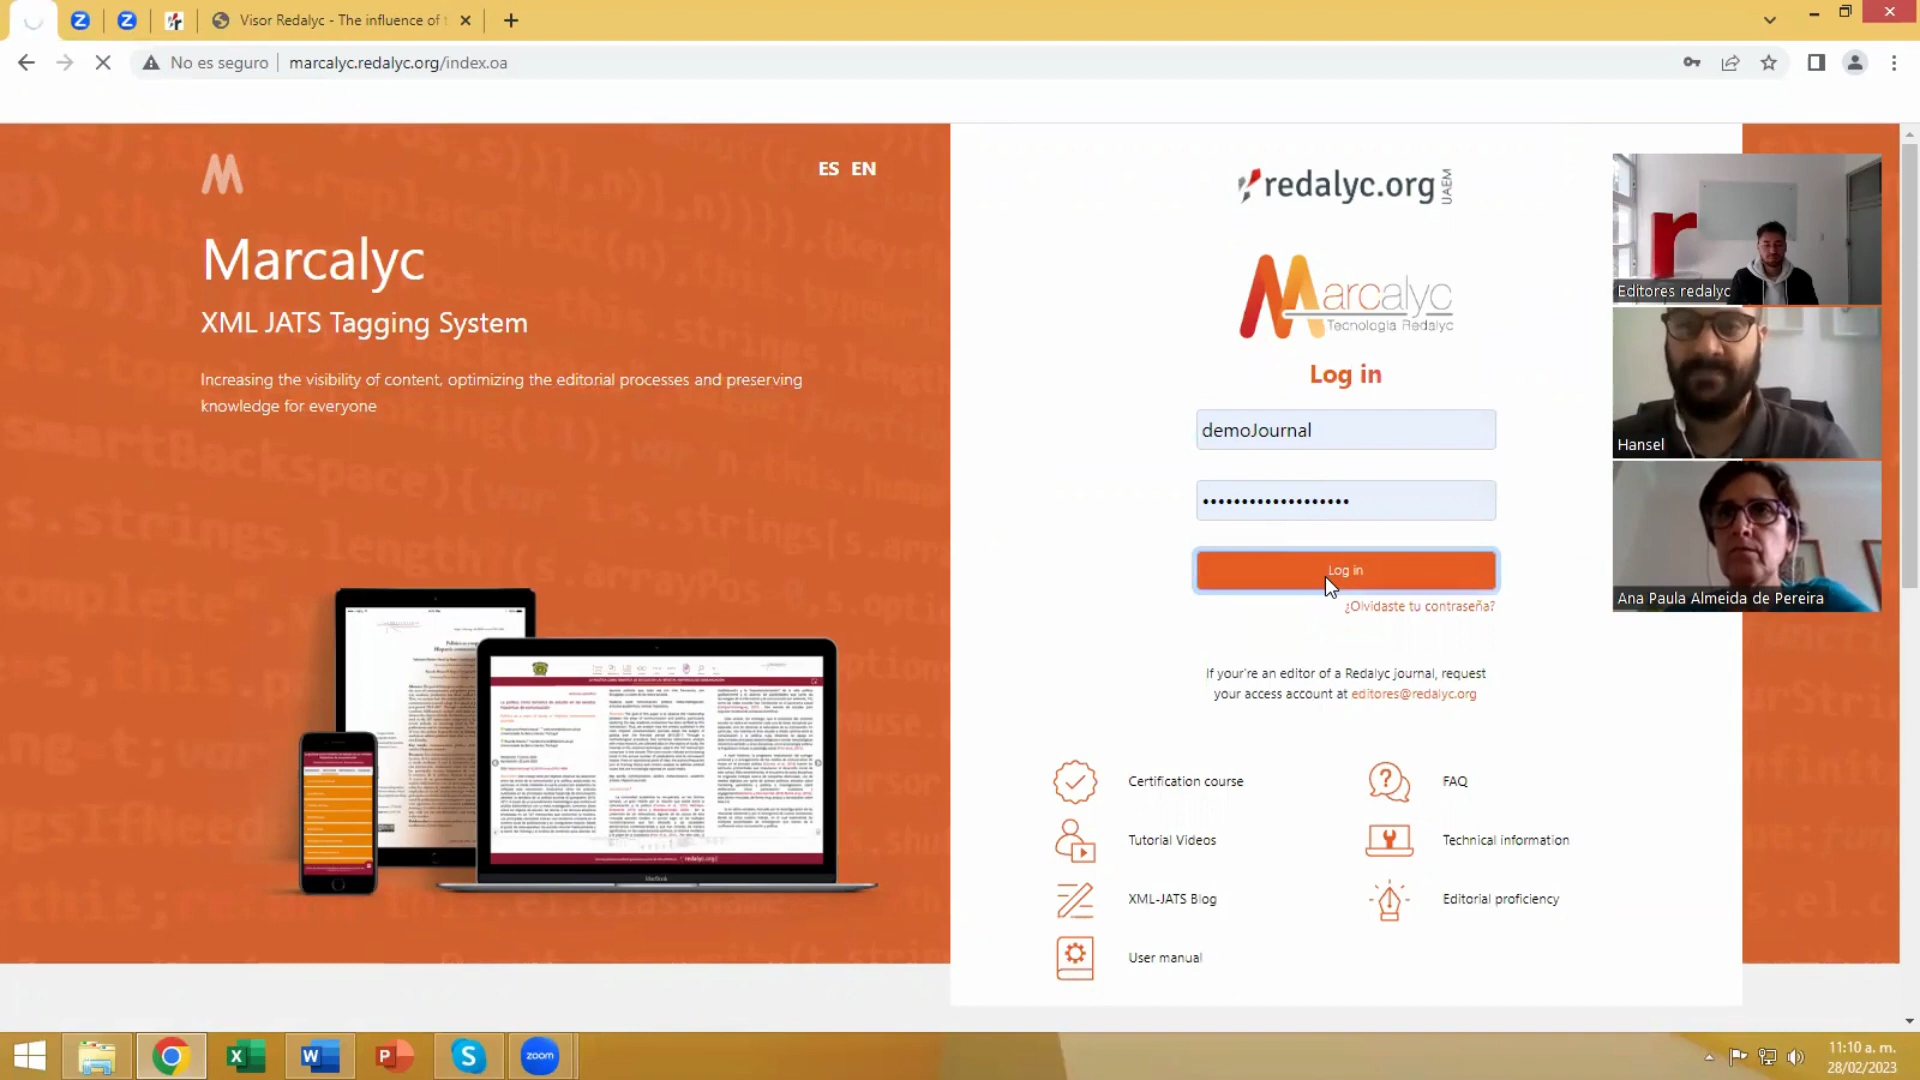 Visor Redalyc - The influence of
No es seguro
marcalyc.redalyc.org/index.oa
ES EN
Marcalyc
XML JATS Tagging System
Increasing the visibility of content, optimizing the editorial processes and preserving
knowledge for everyone
redalyc.org
UAEM
Marcalyc
Tecnología Redalyc
Log in
demoJournal
Log in
¿Olvidaste tu contraseña?
If your're an editor of a Redalyc journal, request
your access account at editores@redalyc.org
Certification course
FAQ
Tutorial Videos
Technical information
XML-JATS Blog
Editorial proficiency
User manual
Editores redalyc
Hansel
Ana Paula Almeida de Pereira
zoom
11:10 a. m.
28/02/2023